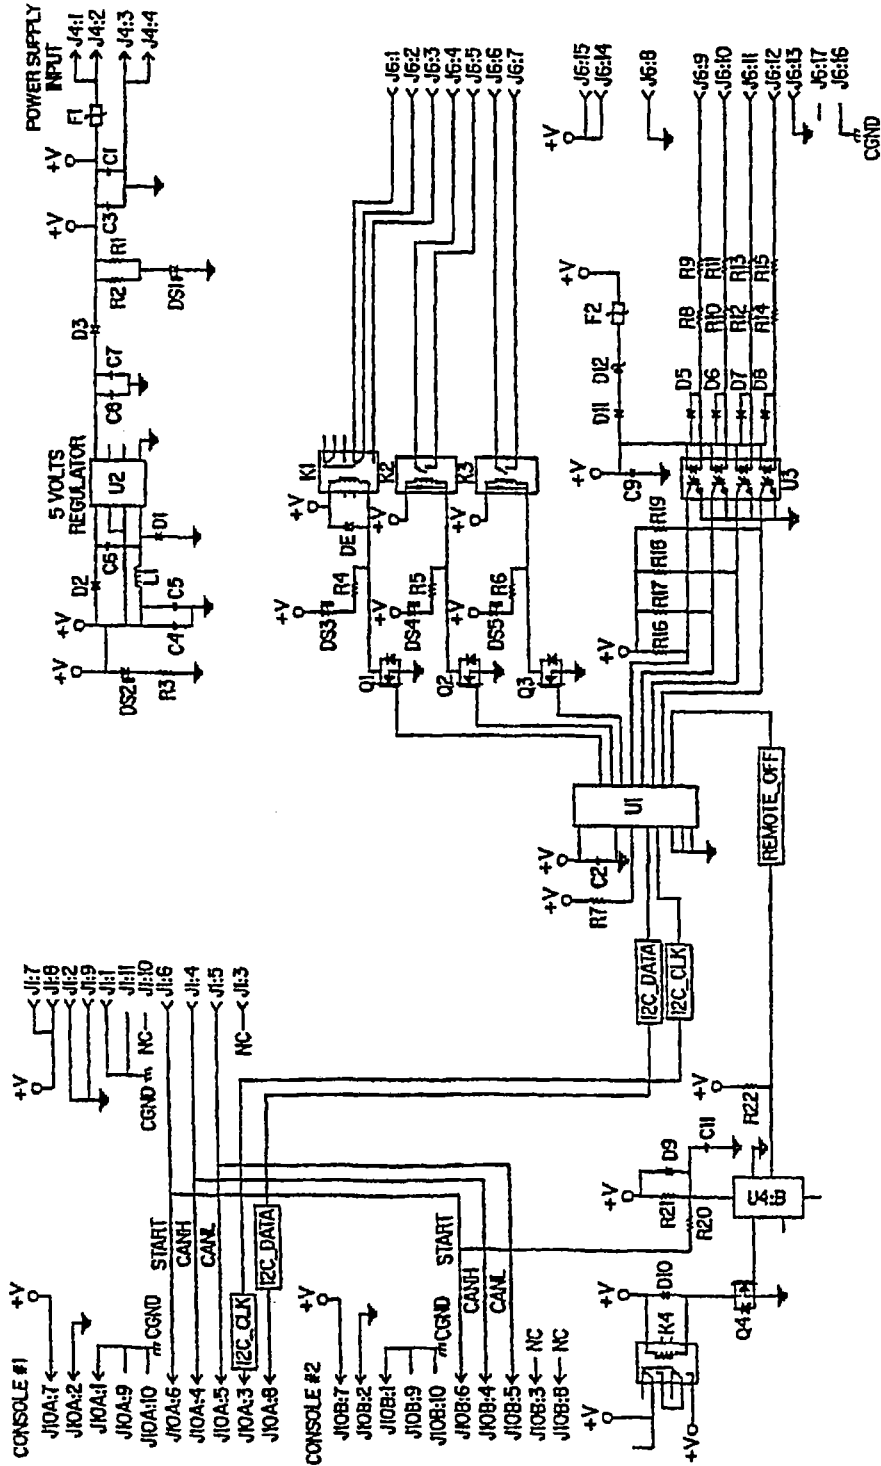 POWER SUPPLY
INPUT
J4:1
J4:2
J4:3
J4:4
F1
+V
C1
+V
C3
R1
R2
DS1
D3
C7
C8
5 VOLTS
REGULATOR
U2
D1
C6
D2
L1
C5
C4
+V
+V
DS2
R3
J6:1
J6:2
J6:3
J6:4
J6:5
J6:6
J6:7
K1
K2
K3
+V
DE
+V
+V
+V
DS3
R4
+V
DS4
R5
+V
DS5
R6
Q1
Q2
Q3
+V
J6:15
J6:14
J6:8
J6:9
J6:10
J6:11
J6:12
J6:13
J6:17
J6:16
CGND
+V
F2
D12
D11
R9
R11
R13
R15
R8
R10
R12
R14
D5
D6
D7
D8
+V
C9
U3
R19
R18
R17
R16
+V
U1
+V
C2
+V
R7
I2C_DATA
I2C_CLK
REMOTE_OFF
+V
J1:7
J1:8
J1:2
J1:9
J1:1
J1:11
NC
J1:10
CGND
J1:6
J1:4
J1:5
NC
J1:3
CONSOLE #1
+V
J10A:7
J10A:2
J10A:1
J10A:9
J10A:10
CGND
J10A:6
START
J10A:4
CANH
J10A:5
CANL
J10A:3
I2C_CLK
J10A:8
I2C_DATA
CONSOLE #2
+V
J10B:7
J10B:2
J10B:1
J10B:9
J10B:10
CGND
J10B:6
START
J10B:4
CANH
J10B:5
CANL
J10B:3
NC
J10B:8
NC
+V
R22
C11
D9
+V
R21
R20
U4:B
+V
D10
K4
Q4
+V
+V